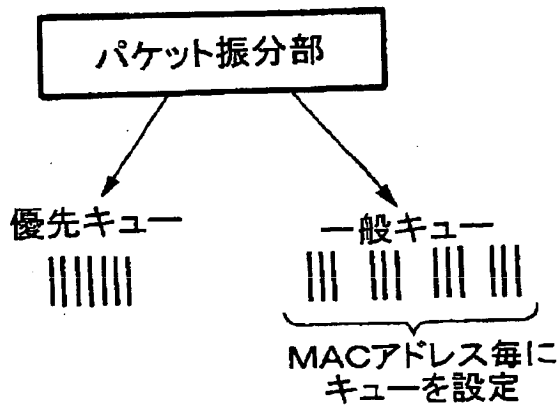 パケット振分部
優先キュー
一般キュー
MACアドレス毎に
キューを設定